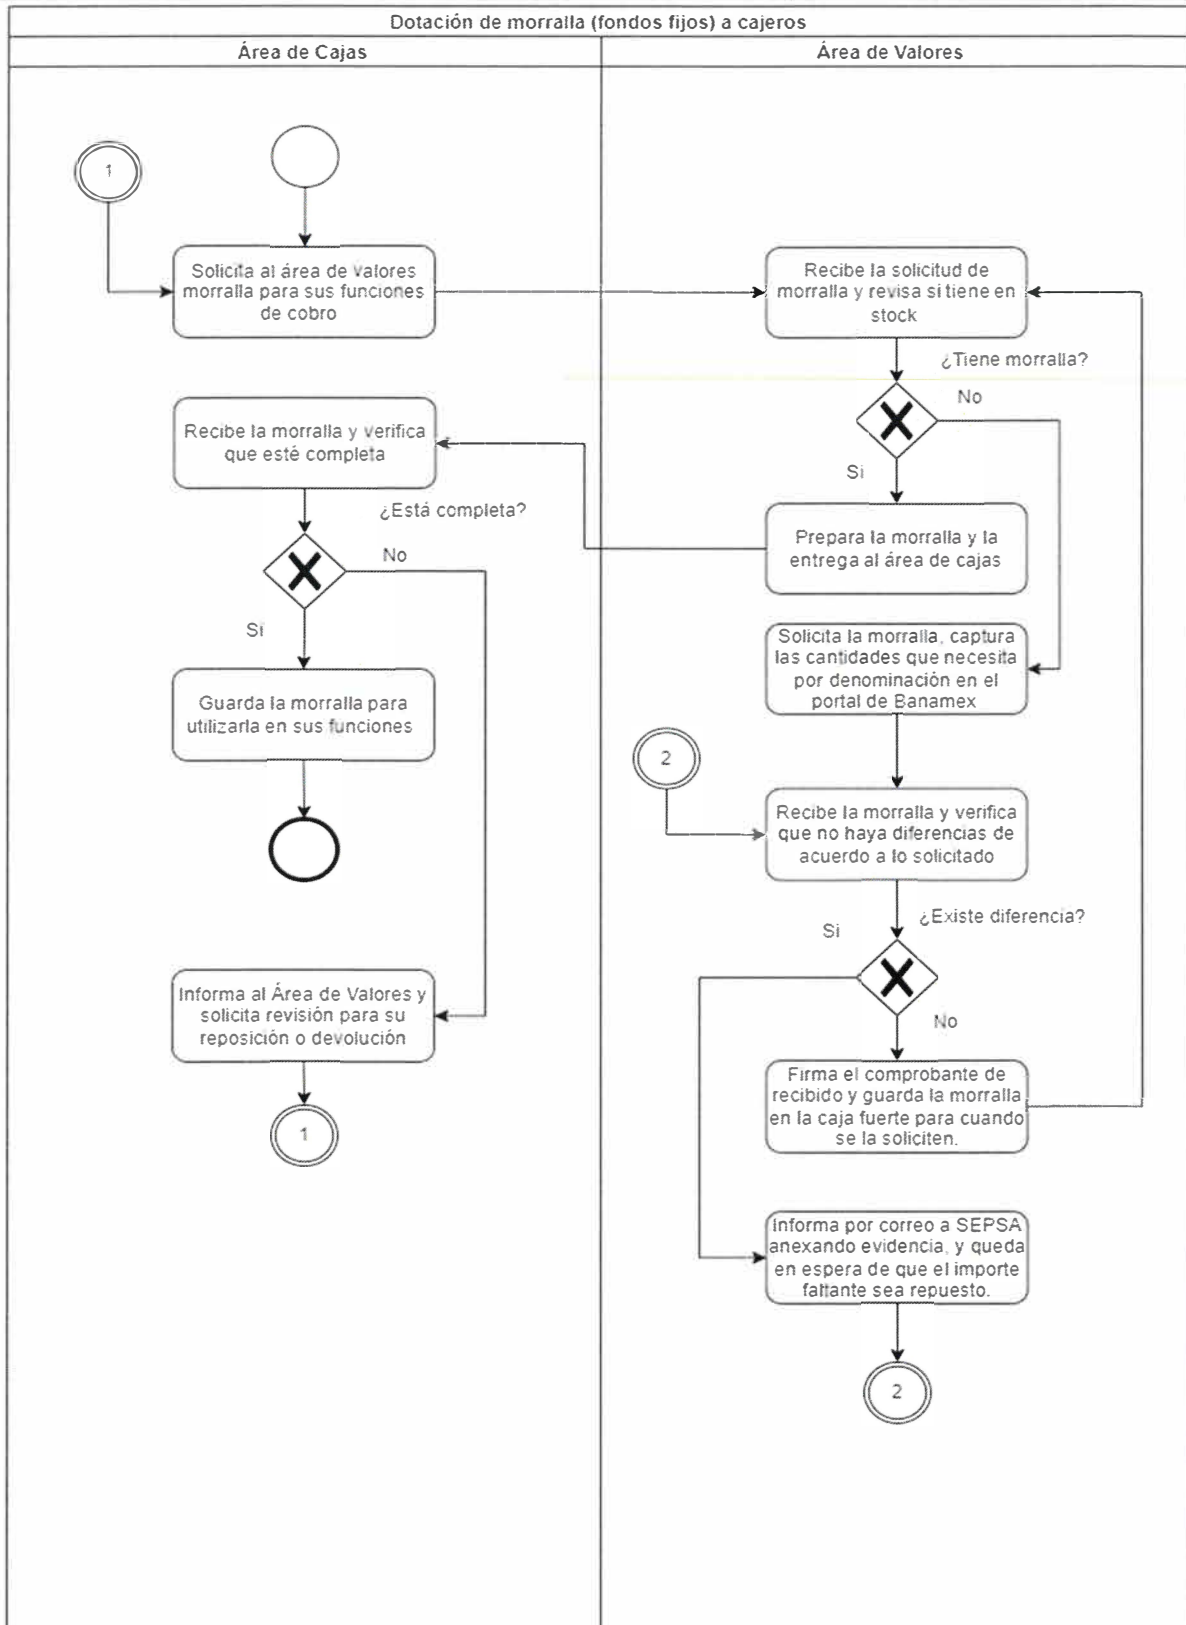 Dotación de morralla (fondos fijos) a cajeros
Área de Cajas
Área de Valores
1
Solicita al área de valores
morralla para sus funciones
de cobro
Recibe la solicitud de
morralla y revisa si tiene en
stock
¿Tiene morralla?
No
Si
Recibe la morralla y verifica
que esté completa
¿Está completa?
No
Si
Prepara la morralla y la
entrega al área de cajas
Solicita la morralla, captura
las cantidades que necesita
por denominación en el
portal de Banamex
Guarda la morralla para
utilizarla en sus funciones
2
Recibe la morralla y verifica
que no haya diferencias de
acuerdo a lo solicitado
¿Existe diferencia?
Si
No
Informa al Área de Valores y
solicita revisión para su
reposición o devolución
1
Firma el comprobante de
recibido y guarda la morralla
en la caja fuerte para cuando
se la soliciten.
Informa por correo a SEPSA
anexando evidencia, y queda
en espera de que el importe
faltante sea repuesto.
2